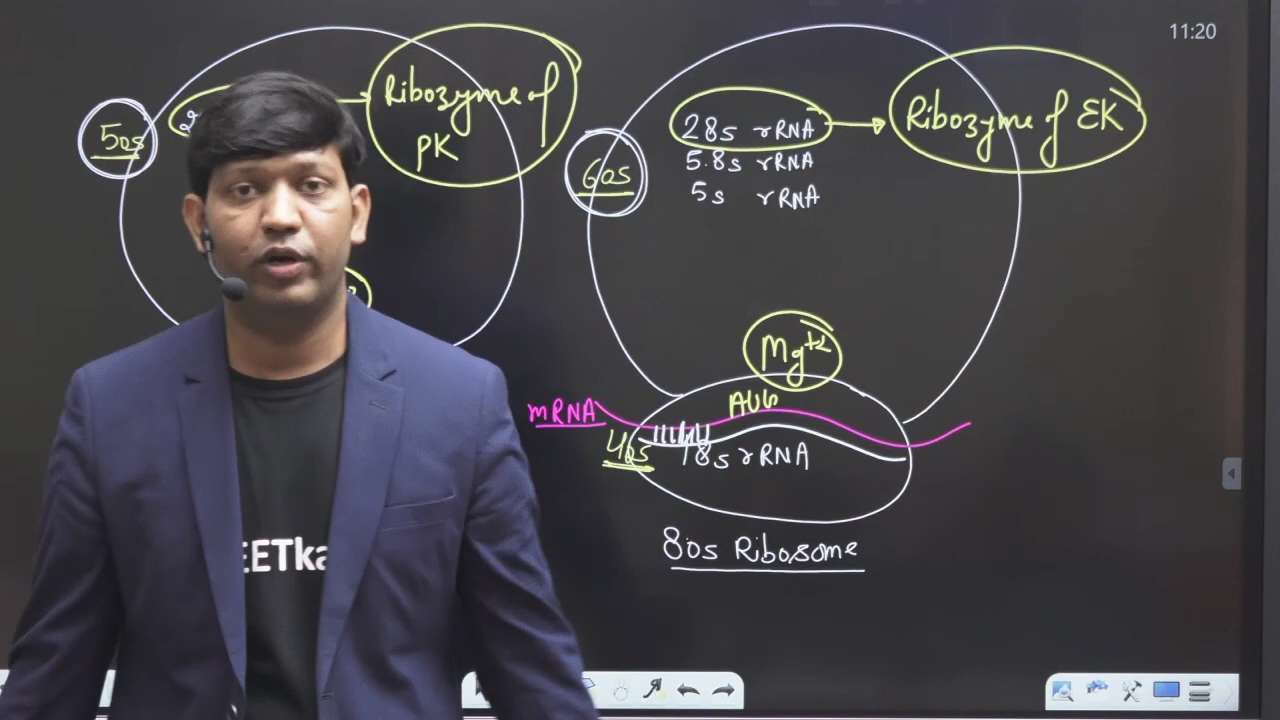 11:20
50s
Ribozyme of
PK
60s
28s rRNA
5.8s rRNA
5s rRNA
Ribozyme of EK
Mg+2
mRNA
AUG
40s
18s rRNA
80s Ribosome
EETka